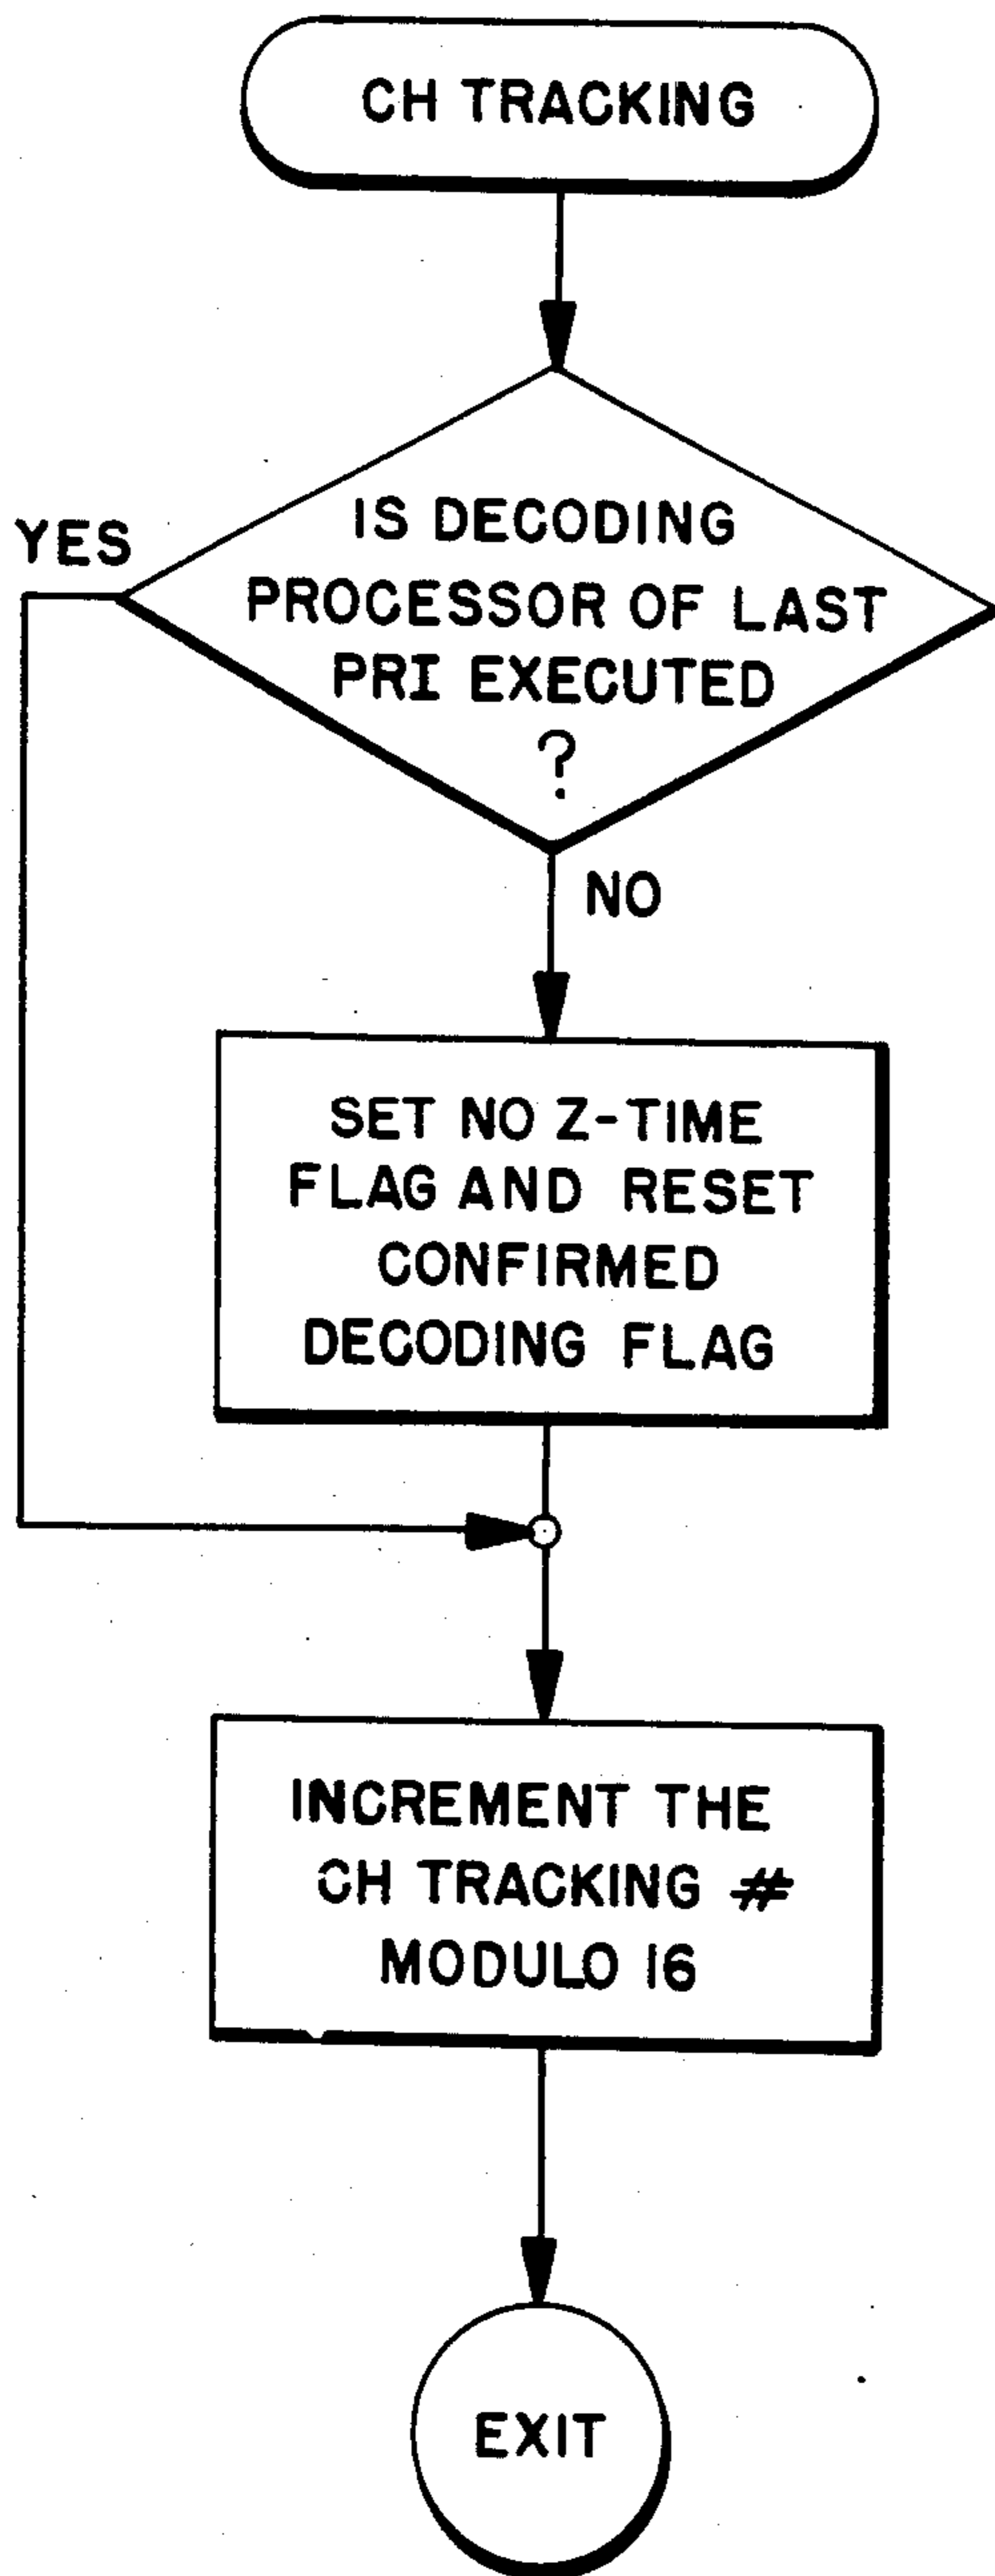 CH TRACKING
YES
IS DECODING
PROCESSOR OF LAST
PRI EXECUTED
?
NO
SET NO Z-TIME
FLAG AND RESET
CONFIRMED
DECODING FLAG
INCREMENT THE
CH TRACKING #
MODULO 16
EXIT